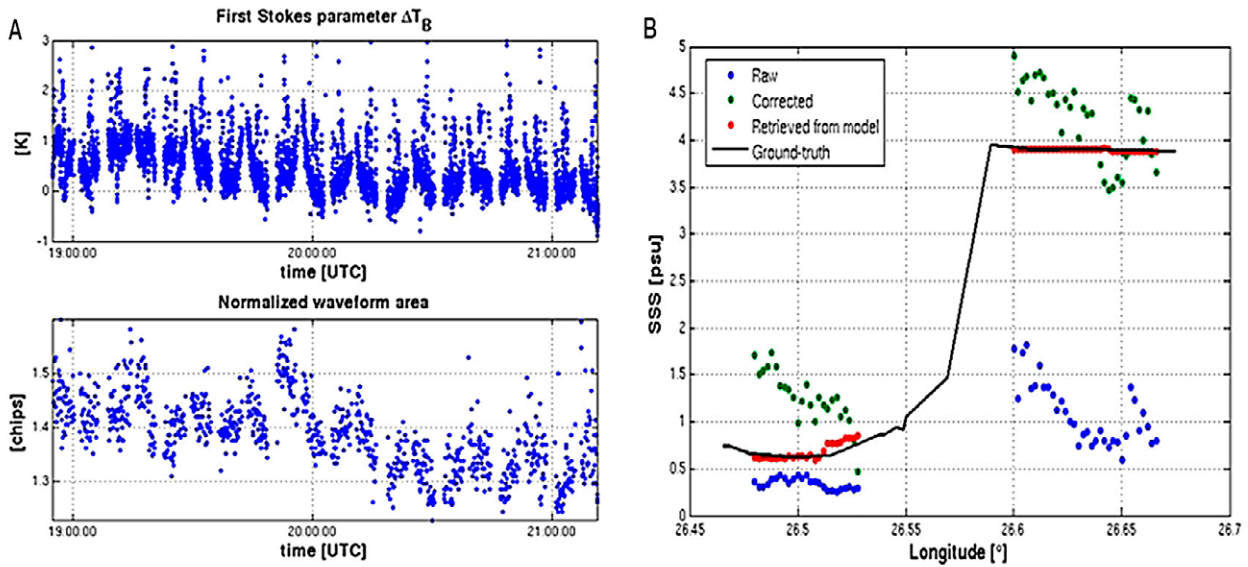 A
First Stokes parameter ΔT8
3
2
1
0
-1
[K]
19:00:00
20:00:00
21:00:00
time [UTC]
Normalized waveform area
1.5
1.4
1.3
[chips]
19:00:00
20:00:00
21:00:00
time [UTC]
B
5
4.5
4
3.5
3
2.5
2
1.5
1
0.5
0
SSS [psu]
Raw
Corrected
Retrieved from model
Ground-truth
26.45
26.5
26.55
26.6
26.65
26.7
Longitude [°]